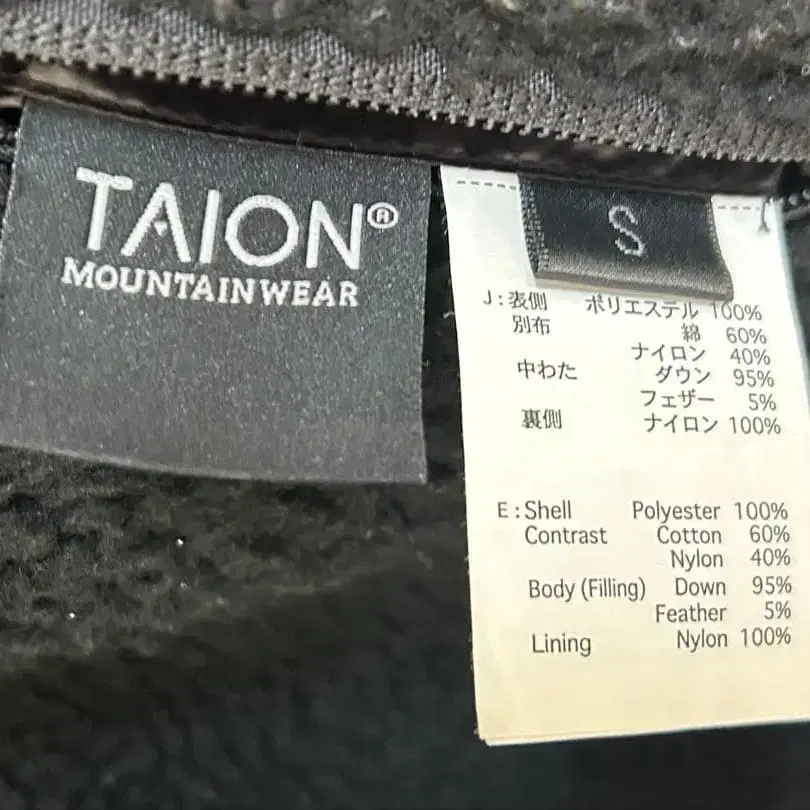 TAION®
MOUNTAINWEAR
S
J : 表側 ポリエステル 100%
別布 綿 60%
ナイロン 40%
中わた ダウン 95%
フェザー 5%
裏側 ナイロン 100%
E : Shell Polyester 100%
Contrast Cotton 60%
Nylon 40%
Body (Filling) Down 95%
Feather 5%
Lining Nylon 100%